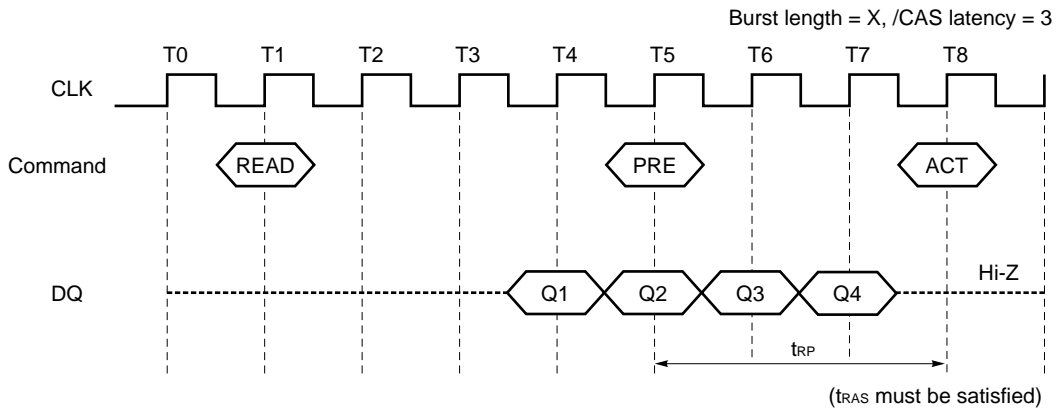 Burst length = X, /CAS latency = 3
T0 T1 T2 T3 T4 T5 T6 T7 T8
CLK
Command READ PRE ACT
Hi-Z
DQ Q1 Q2 Q3 Q4
tRP
(tRAS must be satisfied)